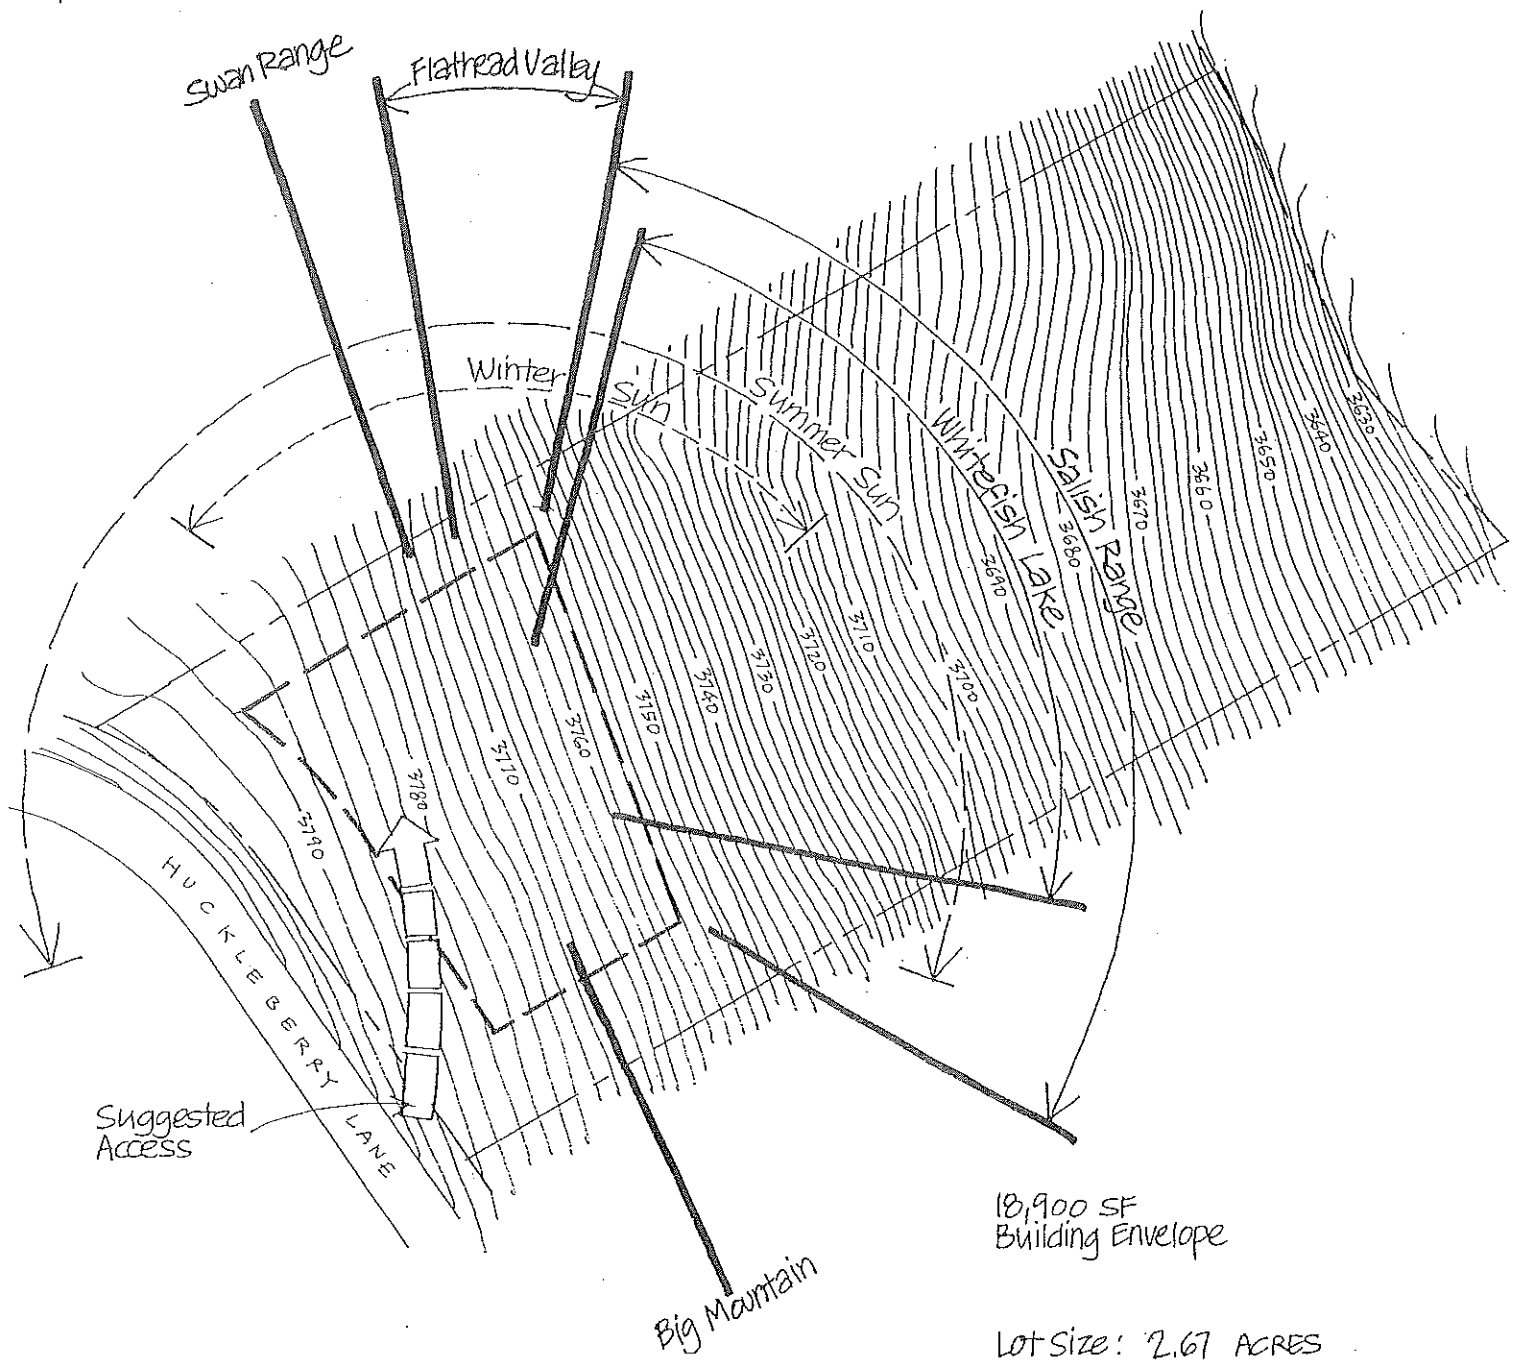 Swan Range
Flathead Valley
Winter Sun
Summer Sun
Whitefish Lake
Salish Range
3630
3640
3650
3660
3670
3680
3690
3700
3710
3720
3730
3740
3750
3760
3770
3780
3790
HUCKLEBERRY LANE
Suggested
Access
Big Mountain
18,900 SF
Building Envelope
Lot Size: 2.67 ACRES